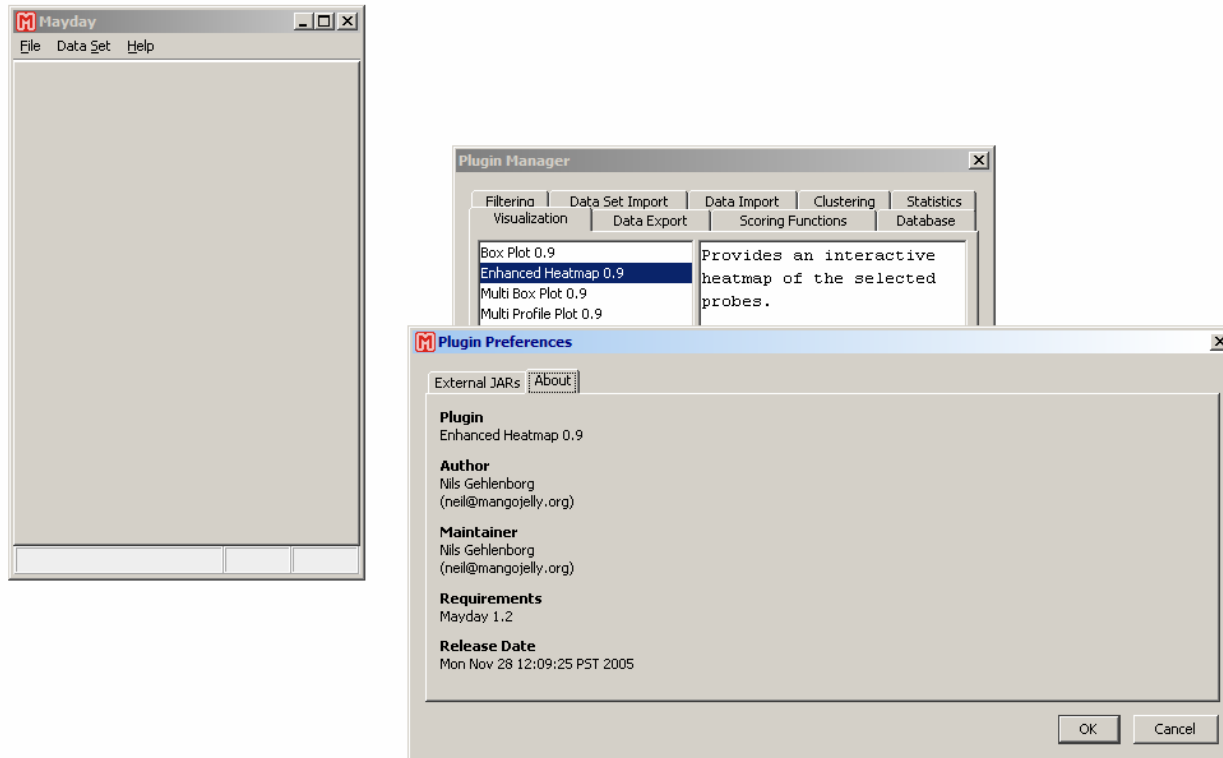 Mayday
File Data Set Help
Plugin Manager
Filtering Data Set Import Data Import Clustering Statistics
Visualization Data Export Scoring Functions Database
Box Plot 0.9
Enhanced Heatmap 0.9
Multi Box Plot 0.9
Multi Profile Plot 0.9
Provides an interactive
heatmap of the selected
probes.
Plugin Preferences
External JARs About
Plugin
Enhanced Heatmap 0.9
Author
Nils Gehlenborg
(neil@mangojelly.org)
Maintainer
Nils Gehlenborg
(neil@mangojelly.org)
Requirements
Mayday 1.2
Release Date
Mon Nov 28 12:09:25 PST 2005
OK Cancel